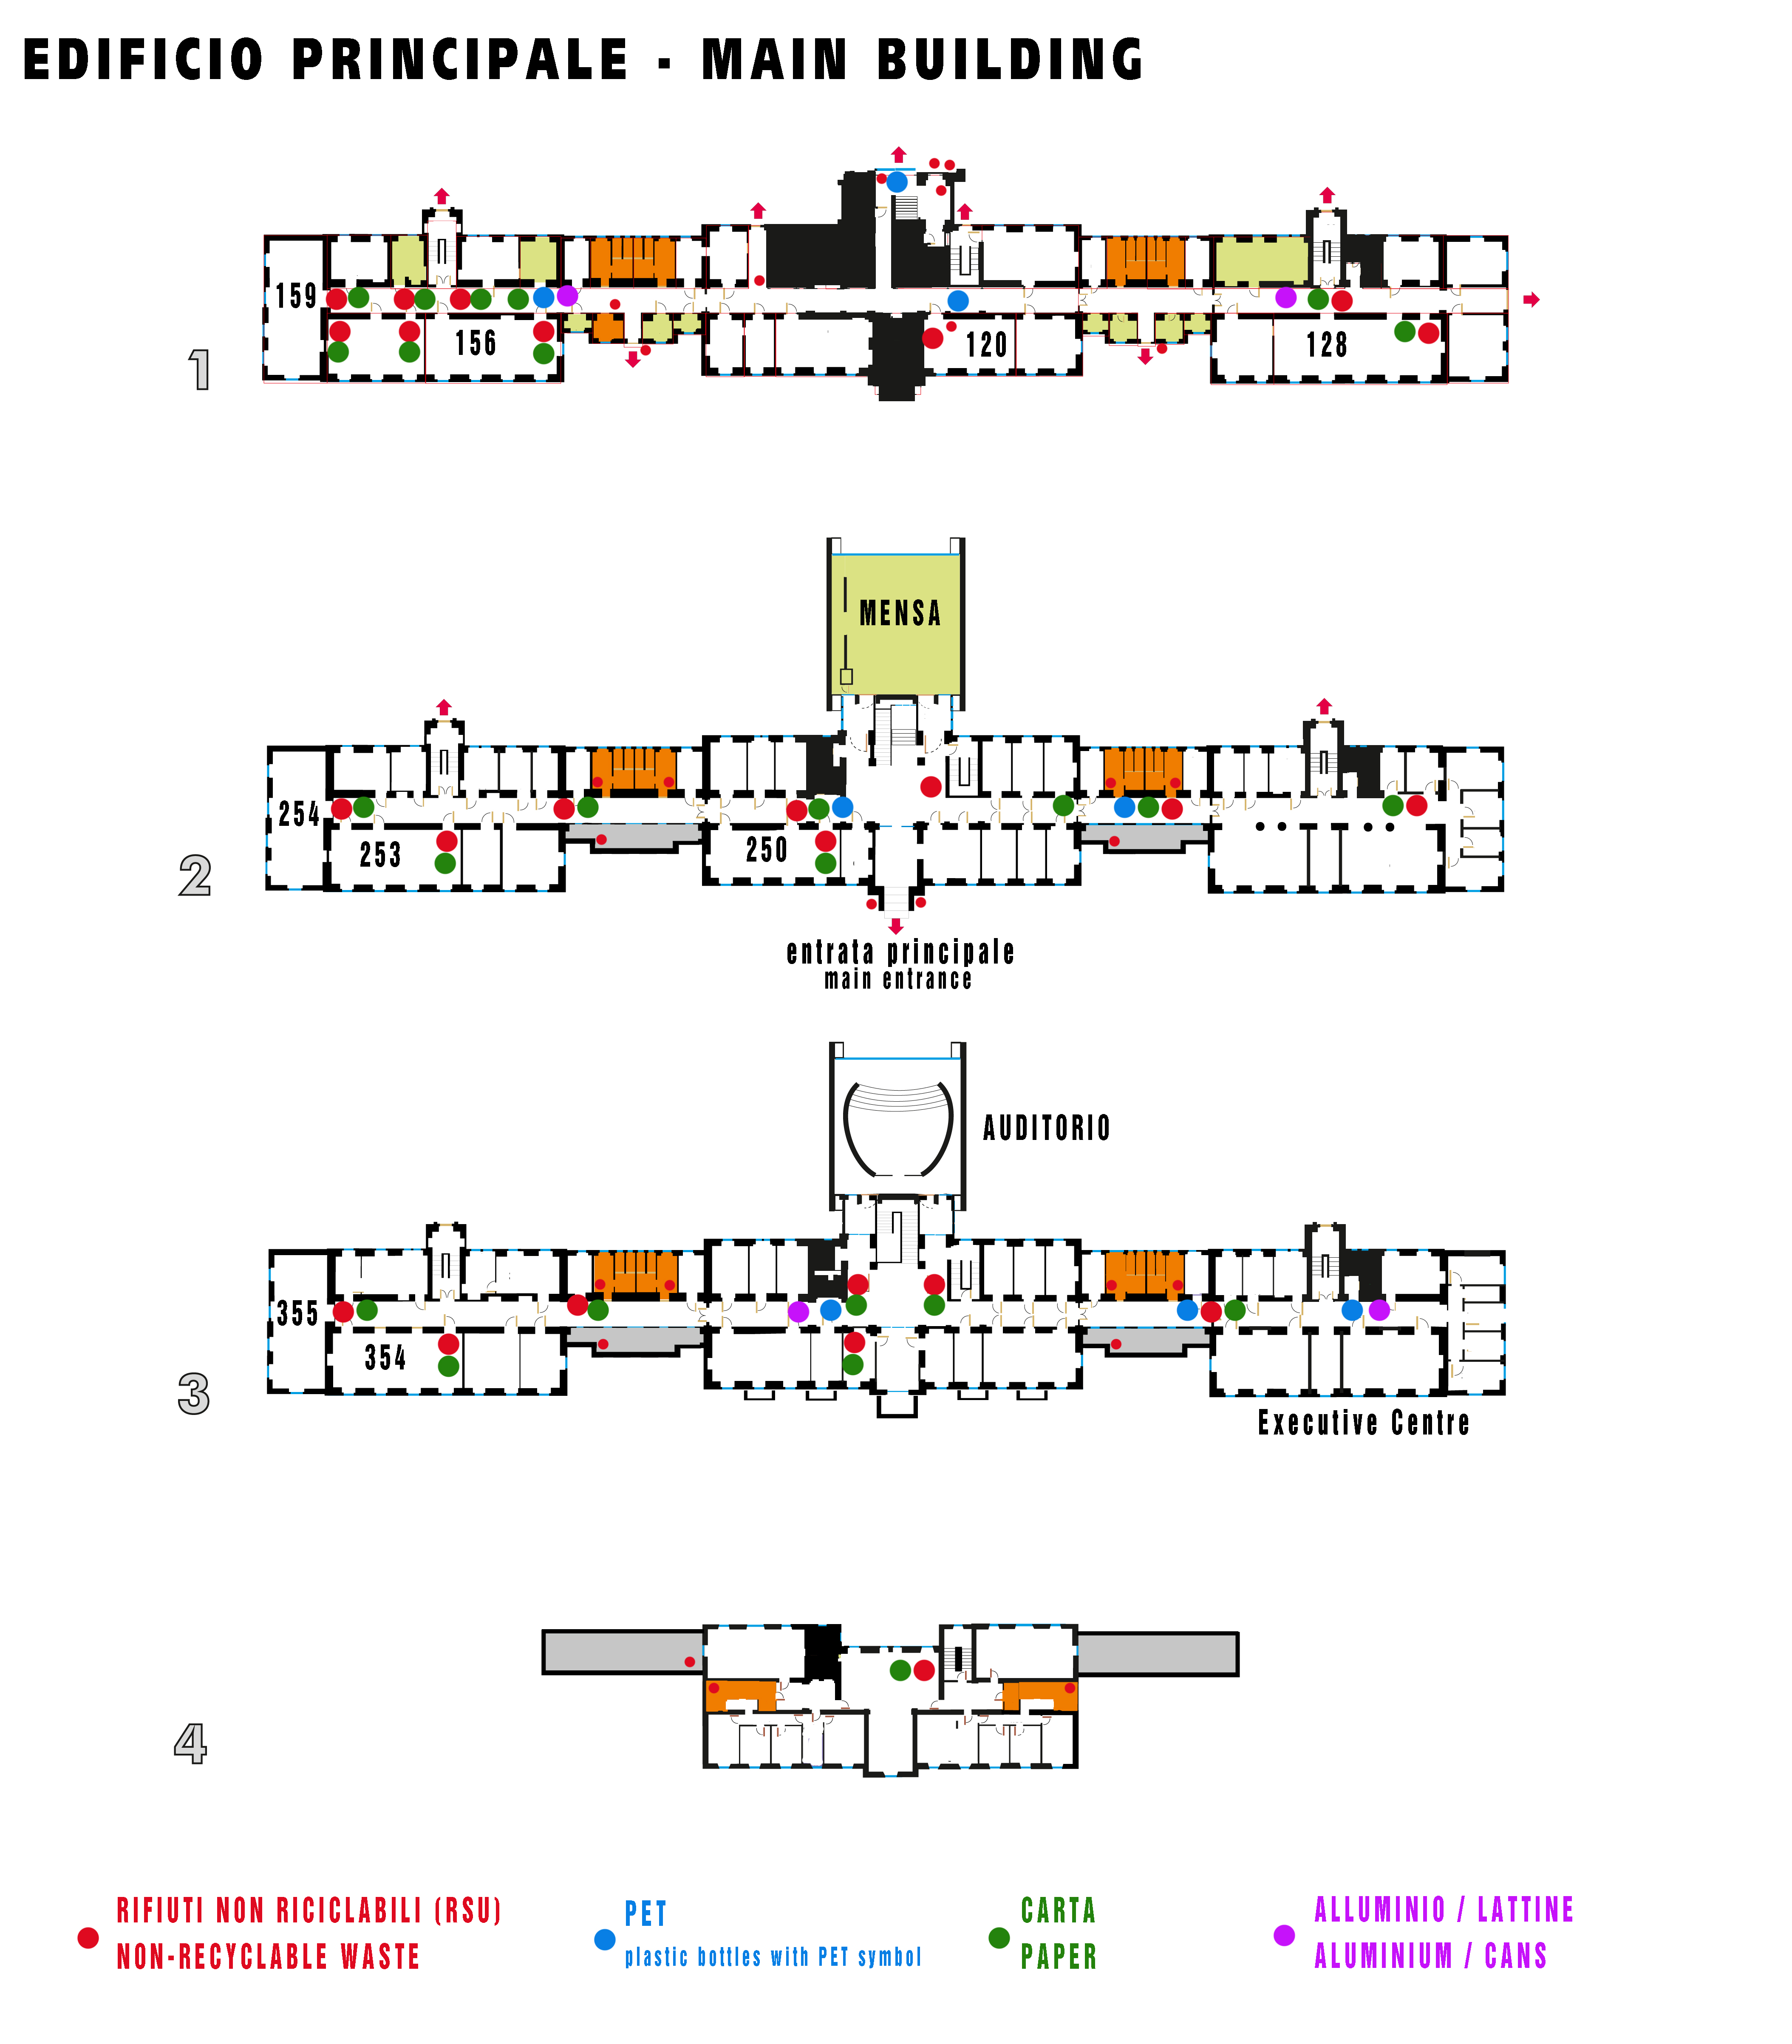 EDIFICIO PRINCIPALE - MAIN BUILDING
159
156
120
128
1
MENSA
254
253
250
2
entrata principale
main entrance
AUDITORIO
355
354
3
Executive Centre
4
RIFIUTI NON RICICLABILI (RSU)
NON-RECYCLABLE WASTE
PET
plastic bottles with PET symbol
CARTA
PAPER
ALLUMINIO / LATTINE
ALUMINIUM / CANS